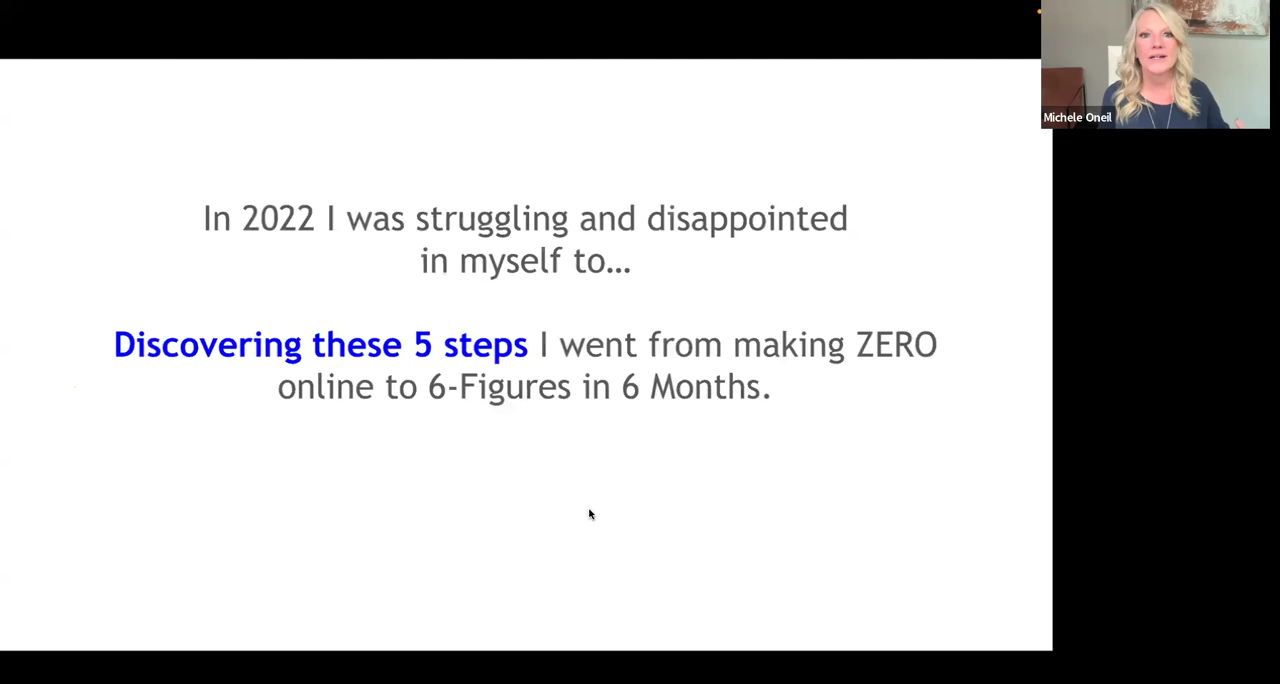 Michele Oneil
In 2022 I was struggling and disappointed
in myself to…
Discovering these 5 steps I went from making ZERO
online to 6-Figures in 6 Months.